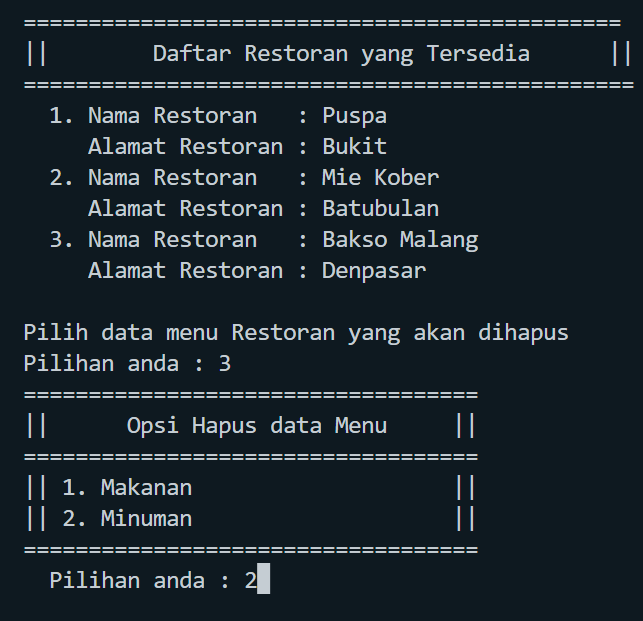 ==============================================
||        Daftar Restoran yang Tersedia      ||
===============================================
  1. Nama Restoran   : Puspa
     Alamat Restoran : Bukit
  2. Nama Restoran   : Mie Kober
     Alamat Restoran : Batubulan
  3. Nama Restoran   : Bakso Malang
     Alamat Restoran : Denpasar

Pilih data menu Restoran yang akan dihapus
Pilihan anda : 3
===================================
||      Opsi Hapus data Menu     ||
===================================
|| 1. Makanan                    ||
|| 2. Minuman                    ||
===================================
  Pilihan anda : 2